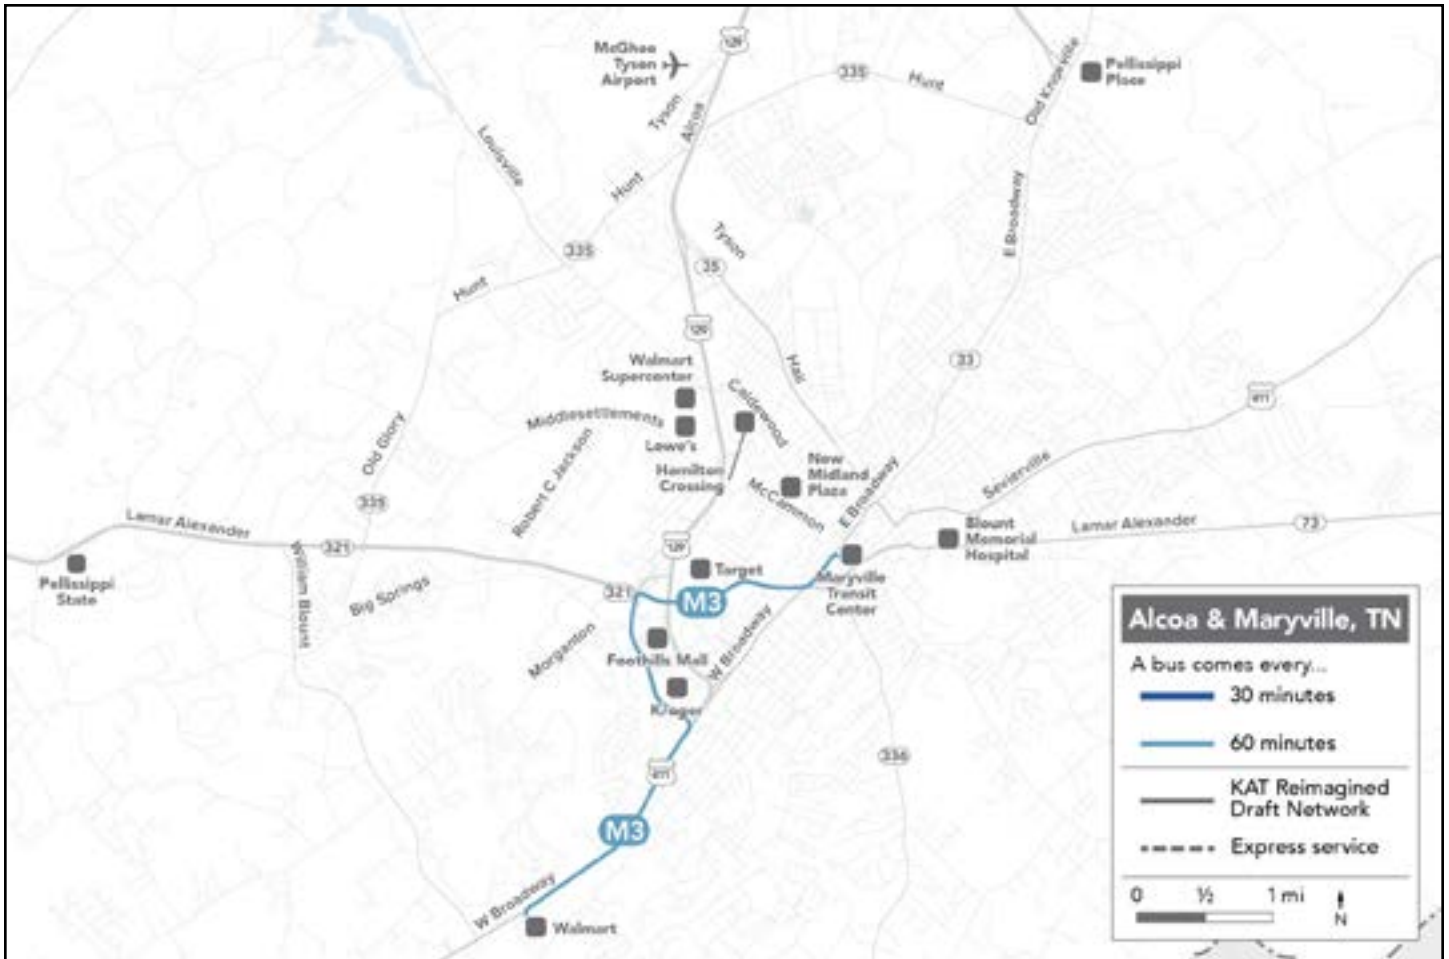 129
McGhee
Tyson
Airport
Tyson
Alcoa
335
Hunt
Old Knoxville
Pellissippi
Place
Louisville
Hunt
E Broadway
335
Tyson
35
Hunt
129
33
Walmart
Supercenter
Hall
Calderwood
411
Middlesettlements
Lowe's
Old Glory
Robert C Jackson
Hamilton
Crossing
New
Midland
Plaza
McCammon
E Broadway
Sevierville
335
Lamar Alexander
321
129
Blount
Memorial
Hospital
Lamar Alexander
73
Pellissippi
State
William Blount
Big Springs
321
Target
M3
Maryville
Transit
Center
Morganton
Foothills Mall
W Broadway
Kroger
336
411
M3
W Broadway
Walmart
Alcoa & Maryville, TN
A bus comes every...
30 minutes
60 minutes
KAT Reimagined
Draft Network
Express service
0 ½ 1 mi
N